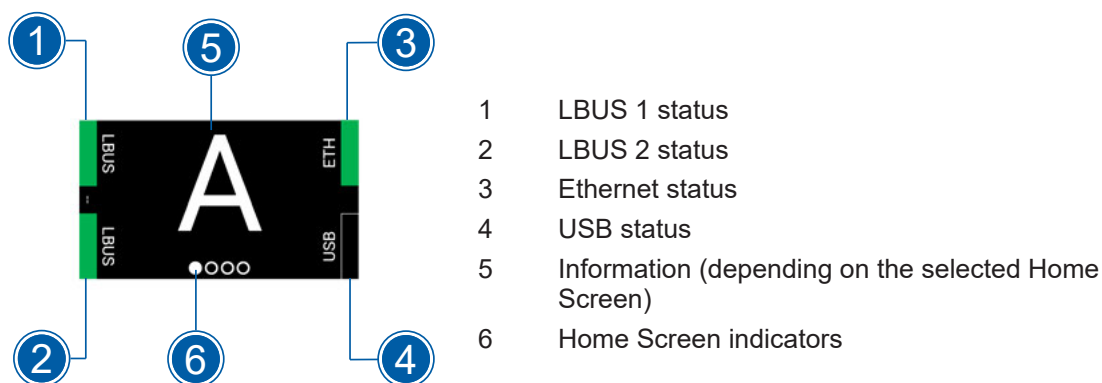 1
5
3
LBUS
A
ETH
--
LBUS
USB
2
6
4
1 LBUS 1 status
2 LBUS 2 status
3 Ethernet status
4 USB status
5 Information (depending on the selected Home
Screen)
6 Home Screen indicators